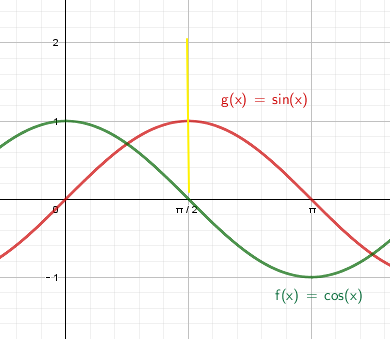 2
g(x) = sin(x)
1
0
π / 2
π
-1
f(x) = cos(x)